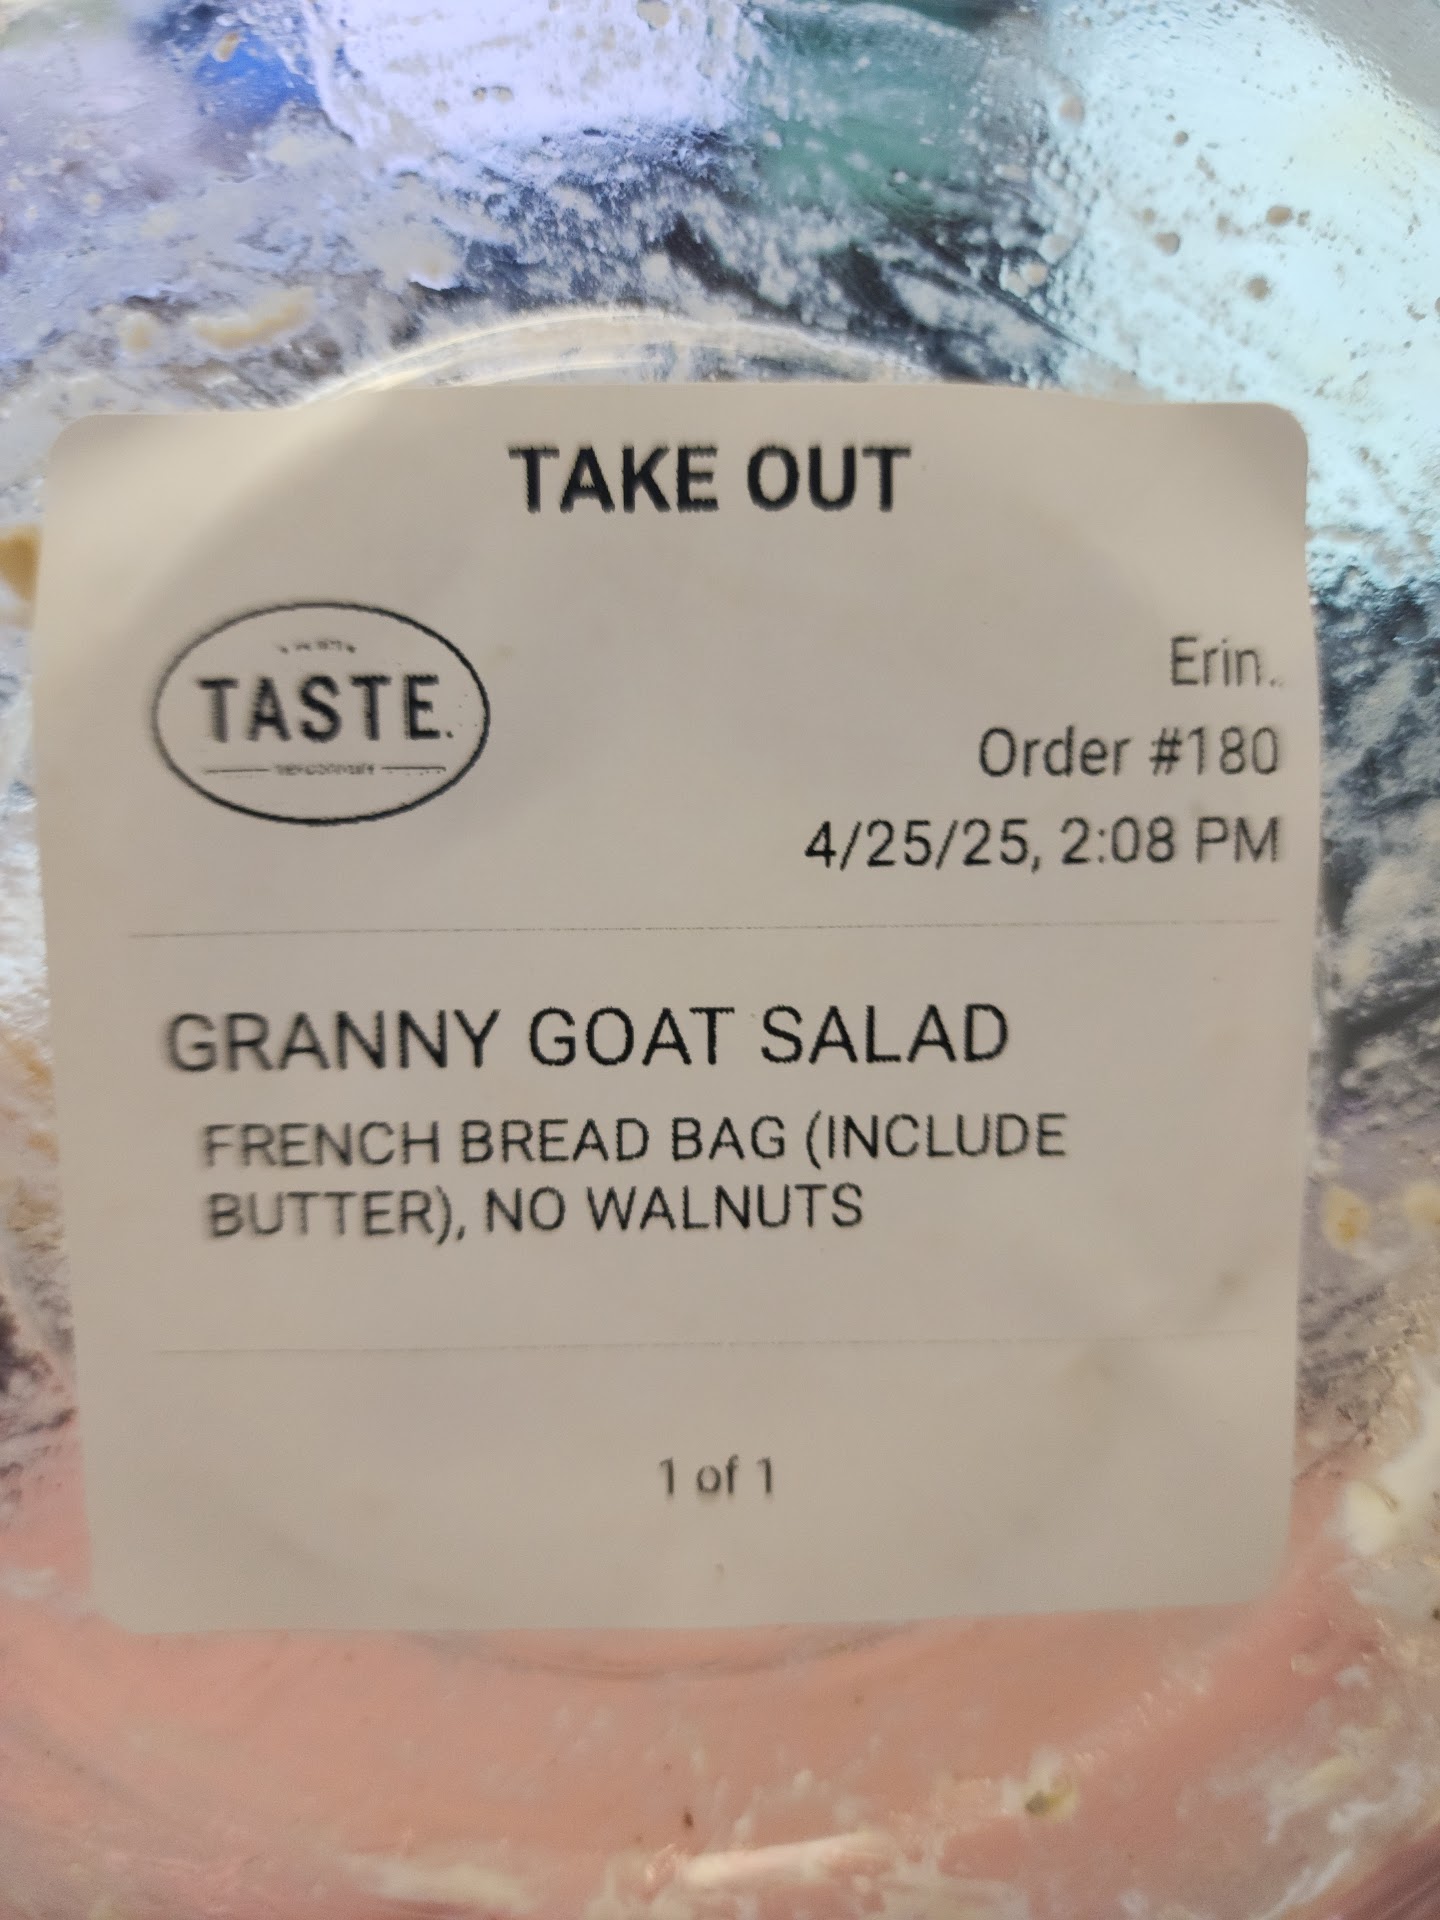 TAKE OUT
TASTE.
Erin..
Order #180
4/25/25, 2:08 PM
GRANNY GOAT SALAD
FRENCH BREAD BAG (INCLUDE
BUTTER), NO WALNUTS
1 of 1